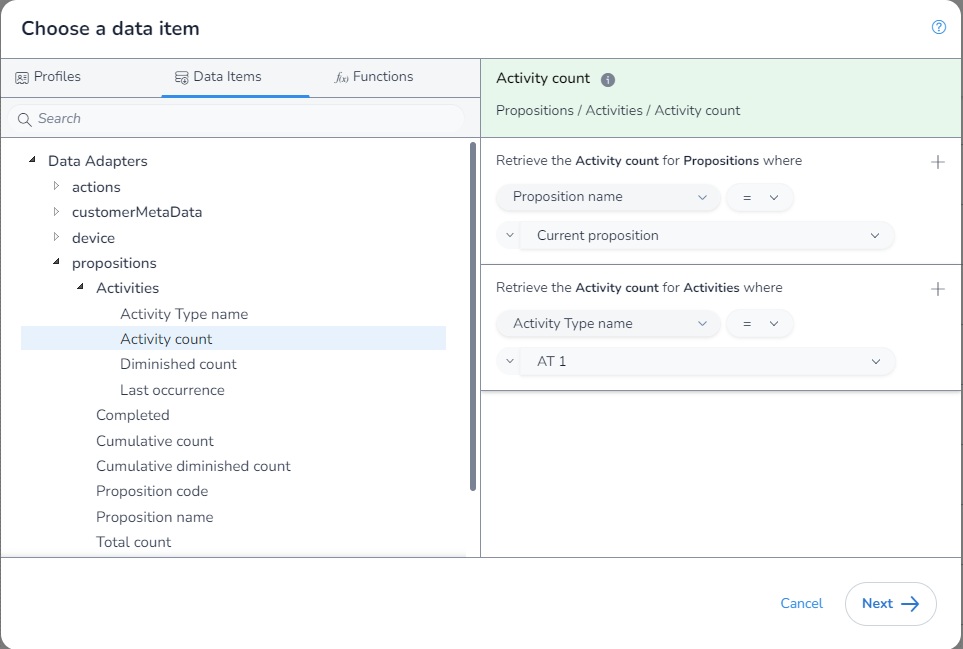 Choose a data item
Profiles
Data Items
f(x) Functions
Search
Data Adapters
actions
customerMetaData
device
propositions
Activities
Activity Type name
Activity count
Diminished count
Last occurrence
Completed
Cumulative count
Cumulative diminished count
Proposition code
Proposition name
Total count
Activity count
Propositions / Activities / Activity count
Retrieve the Activity count for Propositions where
Proposition name =
Current proposition
Retrieve the Activity count for Activities where
Activity Type name =
AT 1
Cancel
Next